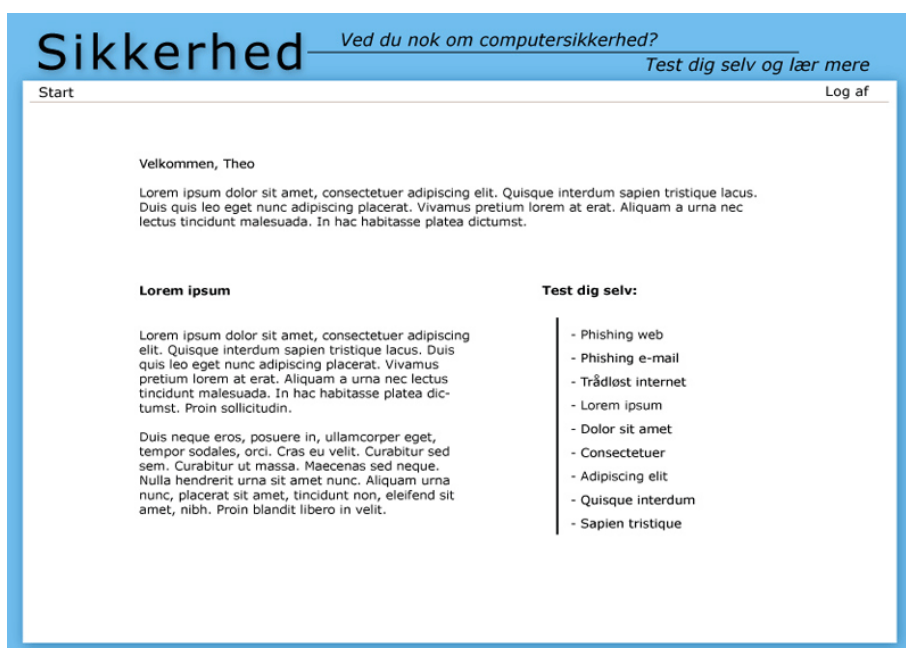 Sikkerhed
Ved du nok om computersikkerhed?
Test dig selv og lær mere
Start
Log af
Velkommen, Theo
Lorem ipsum dolor sit amet, consectetuer adipiscing elit. Quisque interdum sapien tristique lacus.
Duis quis leo eget nunc adipiscing placerat. Vivamus pretium lorem at erat. Aliquam a urna nec
lectus tincidunt malesuada. In hac habitasse platea dictumst.
Lorem ipsum
Lorem ipsum dolor sit amet, consectetuer adipiscing
elit. Quisque interdum sapien tristique lacus. Duis
quis leo eget nunc adipiscing placerat. Vivamus
pretium lorem at erat. Aliquam a urna nec lectus
tincidunt malesuada. In hac habitasse platea dic-
tumst. Proin sollicitudin.
Duis neque eros, posuere in, ullamcorper eget,
tempor sodales, orci. Cras eu velit. Curabitur sed
sem. Curabitur ut massa. Maecenas sed neque.
Nulla hendrerit urna sit amet nunc. Aliquam urna
nunc, placerat sit amet, tincidunt non, eleifend sit
amet, nibh. Proin blandit libero in velit.
Test dig selv:
- Phishing web
- Phishing e-mail
- Trådløst internet
- Lorem ipsum
- Dolor sit amet
- Consectetuer
- Adipiscing elit
- Quisque interdum
- Sapien tristique